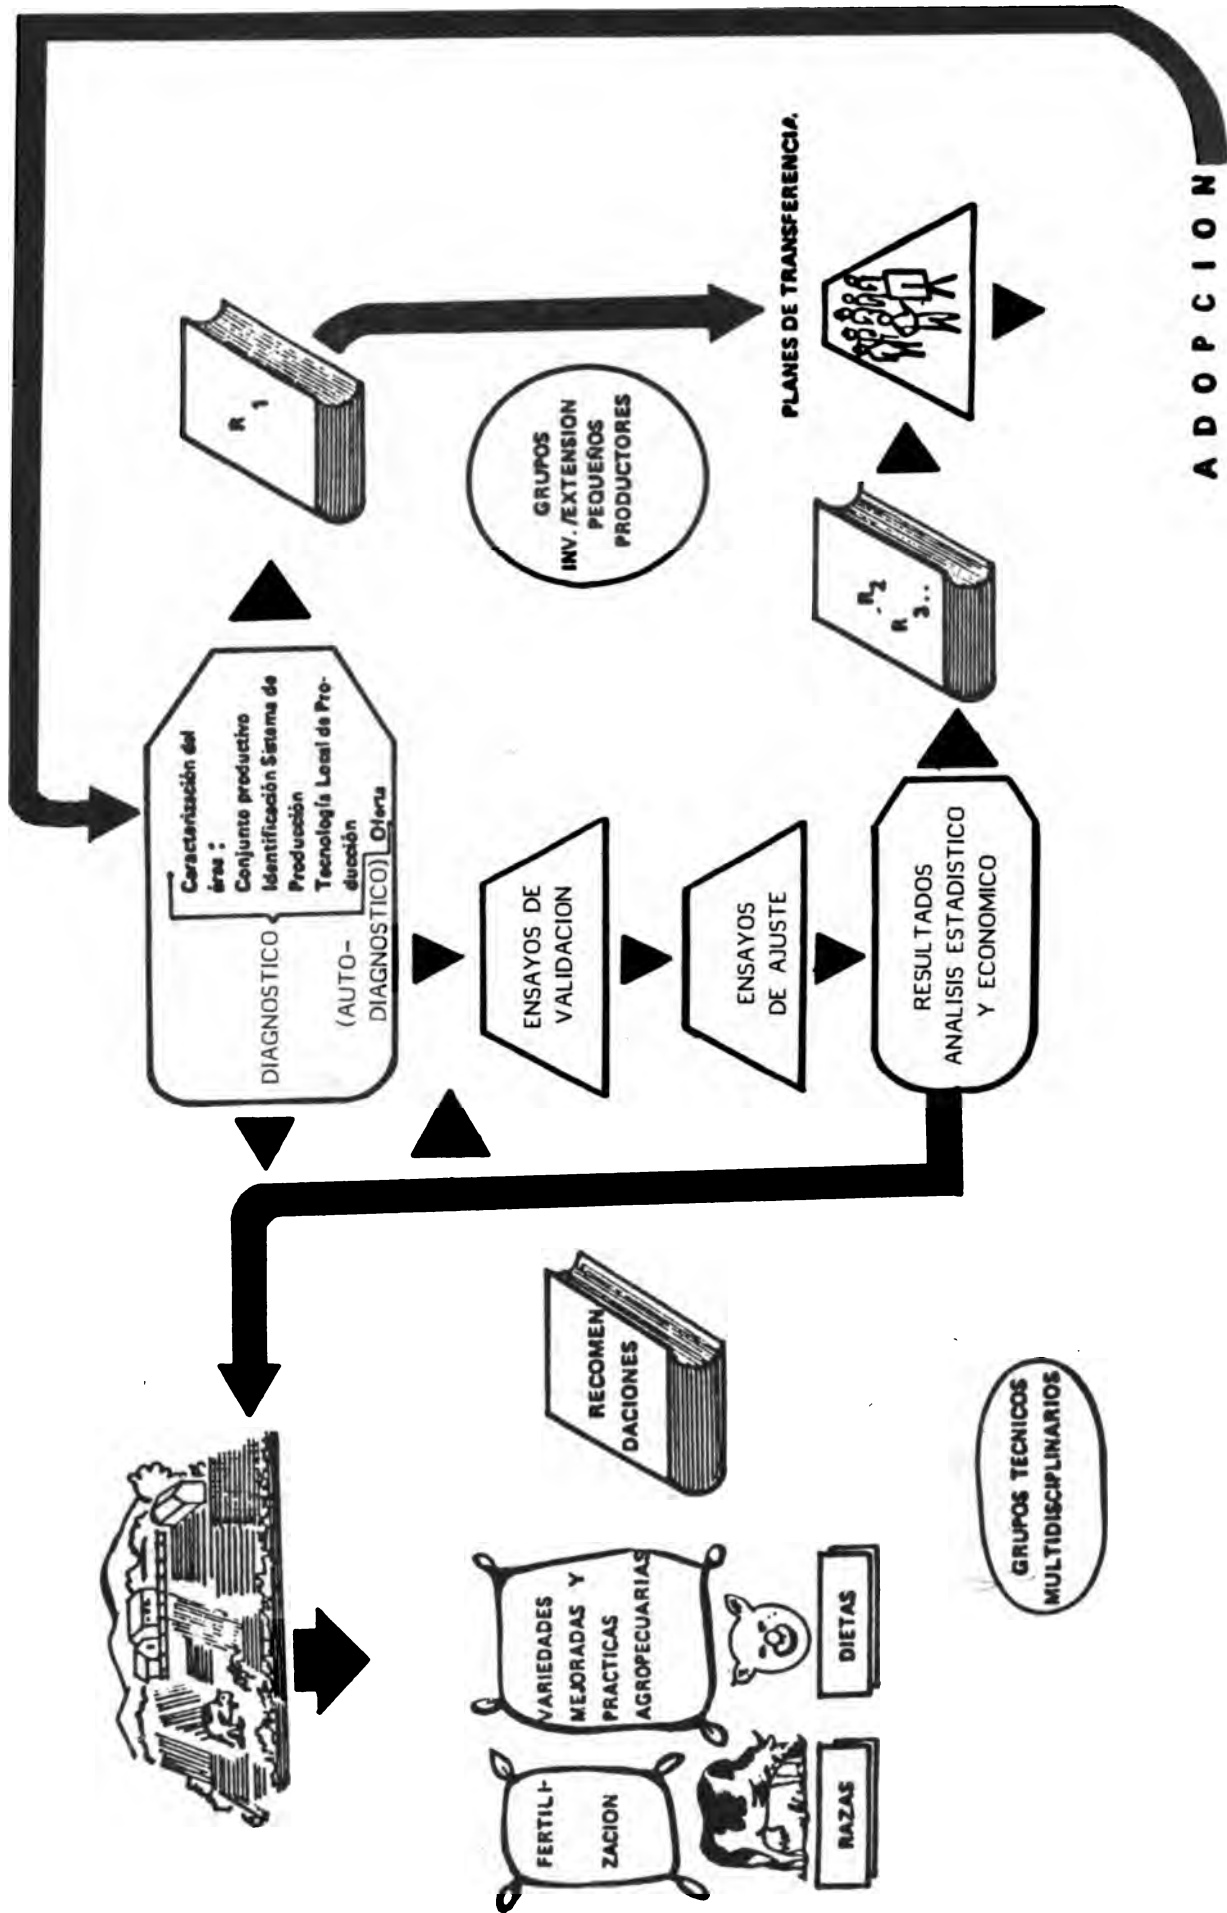 FERTILI-
ZACION
VARIEDADES
MEJORADAS Y
PRACTICAS
AGROPECUARIAS
RAZAS
DIETAS
RECOMEN
DACIONES
GRUPOS TECNICOS
MULTIDISCIPLINARIOS
DIAGNOSTICO
(AUTO-
DIAGNOSTICO)
Caracterización del
área :
Conjunto productivo
Identificación Sistema de
Producción
Tecnología Local de Pro-
ducción
Oferta
ENSAYOS DE
VALIDACION
ENSAYOS
DE AJUSTE
RESULTADOS
ANALISIS ESTADISTICO
Y ECONOMICO
R 1
GRUPOS
INV./EXTENSION
PEQUEÑOS
PRODUCTORES
R 2
R 3..
PLANES DE TRANSFERENCIA.
ADOPCION